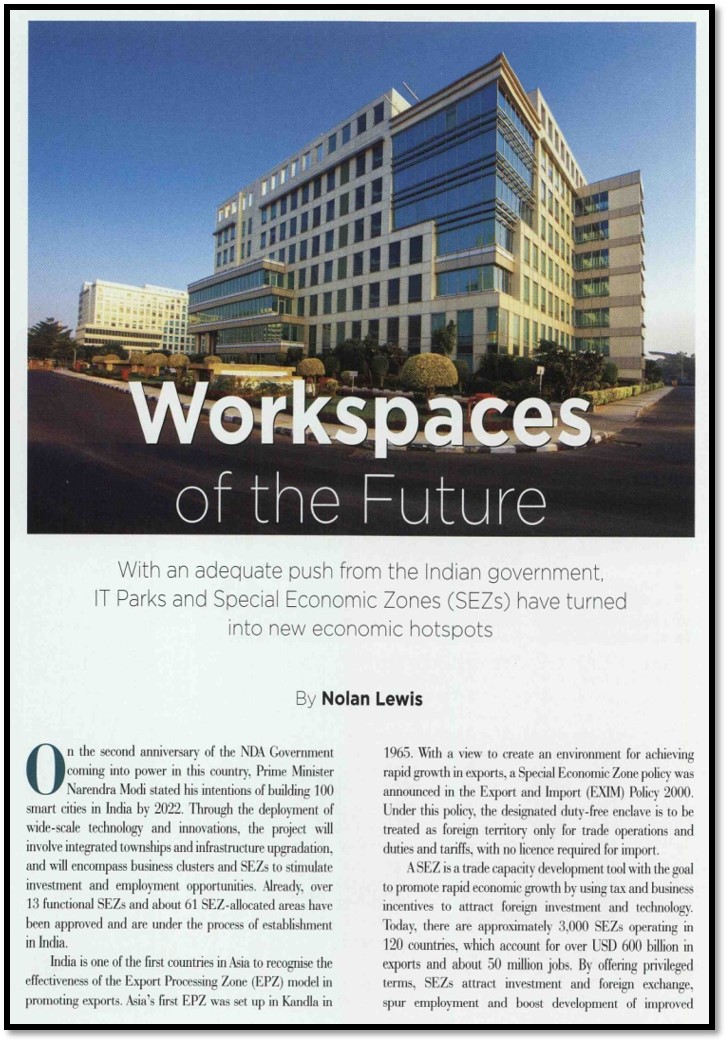 Workspaces
of the Future
With an adequate push from the Indian government,
IT Parks and Special Economic Zones (SEZs) have turned
into new economic hotspots
By Nolan Lewis
On the second anniversary of the NDA Government
coming into power in this country, Prime Minister
Narendra Modi stated his intentions of building 100
smart cities in India by 2022. Through the deployment of
wide-scale technology and innovations, the project will
involve integrated townships and infrastructure upgradation,
and will encompass business clusters and SEZs to stimulate
investment and employment opportunities. Already, over
13 functional SEZs and about 61 SEZ-allocated areas have
been approved and are under the process of establishment
in India.
India is one of the first countries in Asia to recognise the
effectiveness of the Export Processing Zone (EPZ) model in
promoting exports. Asia's first EPZ was set up in Kandla in
1965. With a view to create an environment for achieving
rapid growth in exports, a Special Economic Zone policy was
announced in the Export and Import (EXIM) Policy 2000.
Under this policy, the designated duty-free enclave is to be
treated as foreign territory only for trade operations and
duties and tariffs, with no licence required for import.
A SEZ is a trade capacity development tool with the goal
to promote rapid economic growth by using tax and business
incentives to attract foreign investment and technology.
Today, there are approximately 3,000 SEZs operating in
120 countries, which account for over USD 600 billion in
exports and about 50 million jobs. By offering privileged
terms, SEZs attract investment and foreign exchange,
spur employment and boost development of improved